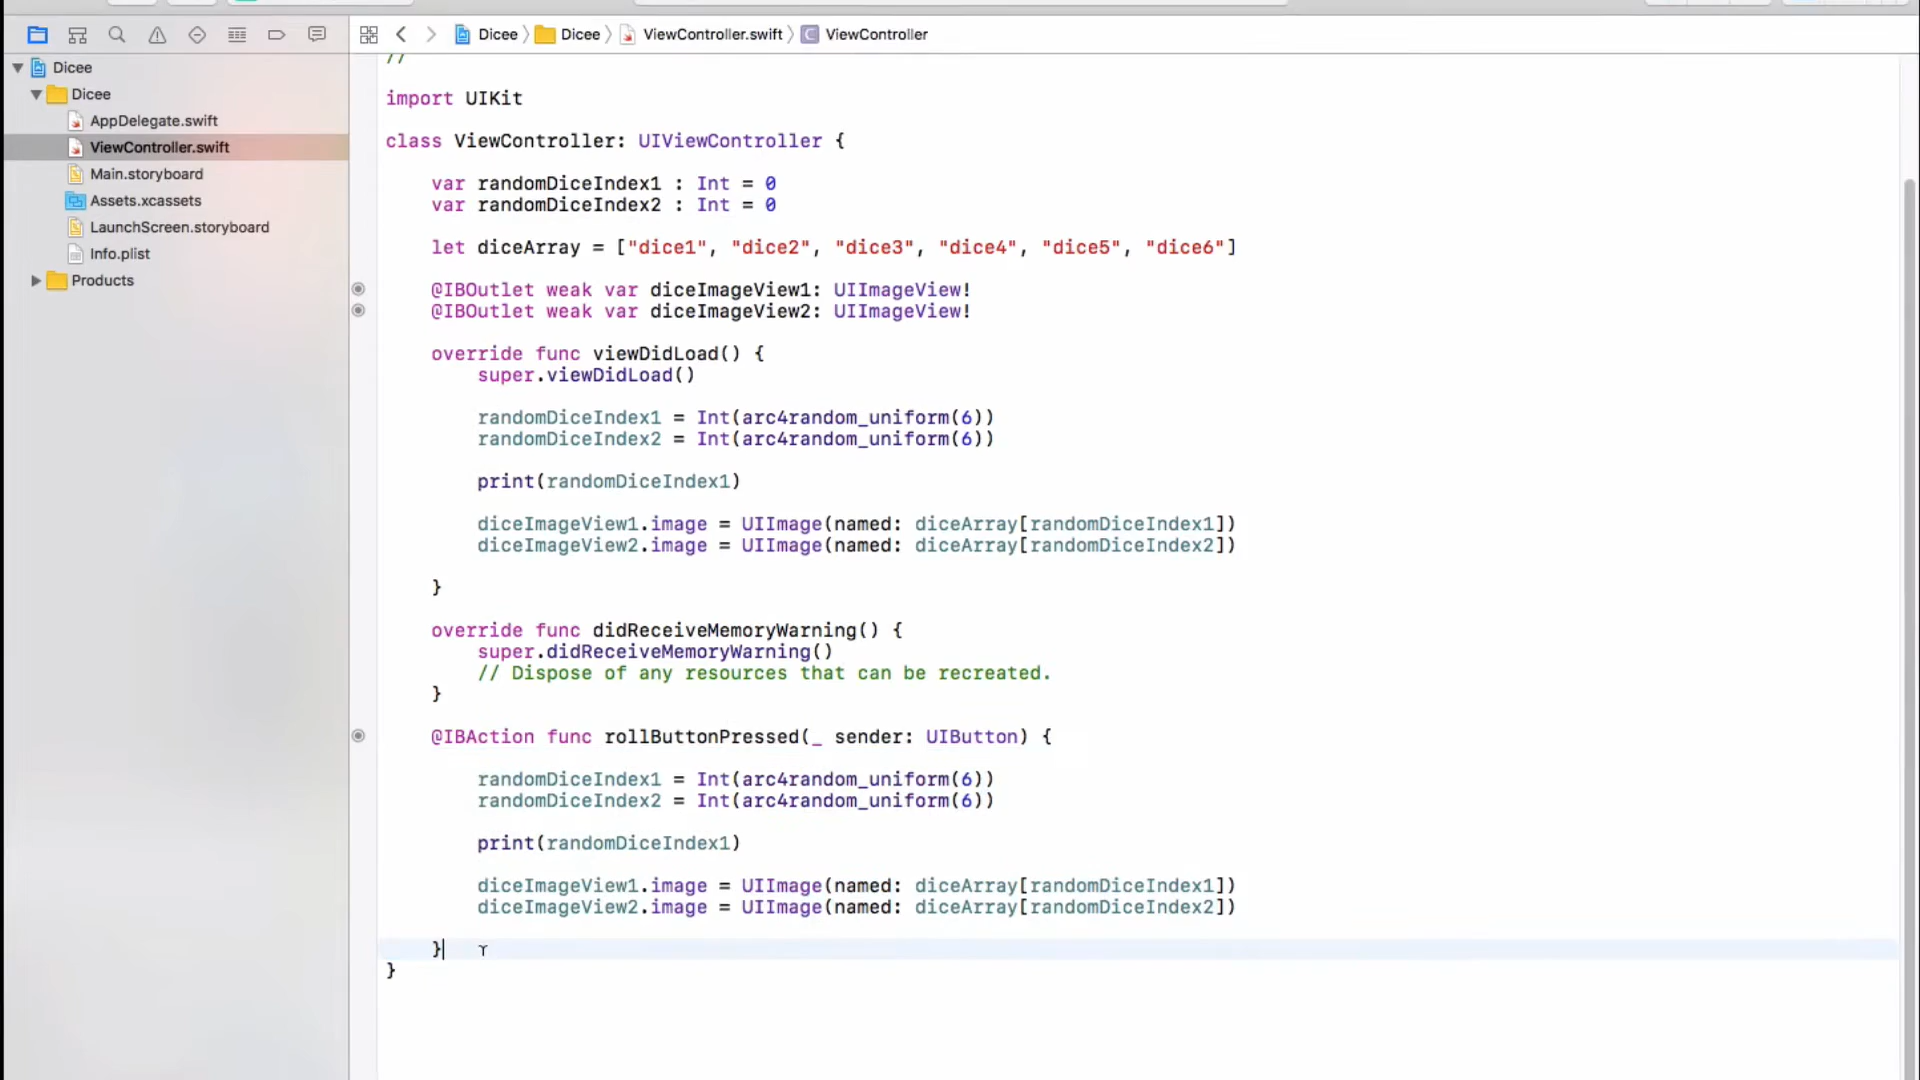 Dicee
Dicee
ViewController.swift
ViewController
Dicee
Dicee
AppDelegate.swift
ViewController.swift
Main.storyboard
Assets.xcassets
LaunchScreen.storyboard
Info.plist
Products
//
import UIKit
class ViewController: UIViewController {
var randomDiceIndex1 : Int = 0
var randomDiceIndex2 : Int = 0
let diceArray = ["dice1", "dice2", "dice3", "dice4", "dice5", "dice6"]
@IBOutlet weak var diceImageView1: UIImageView!
@IBOutlet weak var diceImageView2: UIImageView!
override func viewDidLoad() {
super.viewDidLoad()
randomDiceIndex1 = Int(arc4random_uniform(6))
randomDiceIndex2 = Int(arc4random_uniform(6))
print(randomDiceIndex1)
diceImageView1.image = UIImage(named: diceArray[randomDiceIndex1])
diceImageView2.image = UIImage(named: diceArray[randomDiceIndex2])
}
override func didReceiveMemoryWarning() {
super.didReceiveMemoryWarning()
// Dispose of any resources that can be recreated.
}
@IBAction func rollButtonPressed(_ sender: UIButton) {
randomDiceIndex1 = Int(arc4random_uniform(6))
randomDiceIndex2 = Int(arc4random_uniform(6))
print(randomDiceIndex1)
diceImageView1.image = UIImage(named: diceArray[randomDiceIndex1])
diceImageView2.image = UIImage(named: diceArray[randomDiceIndex2])
}
}